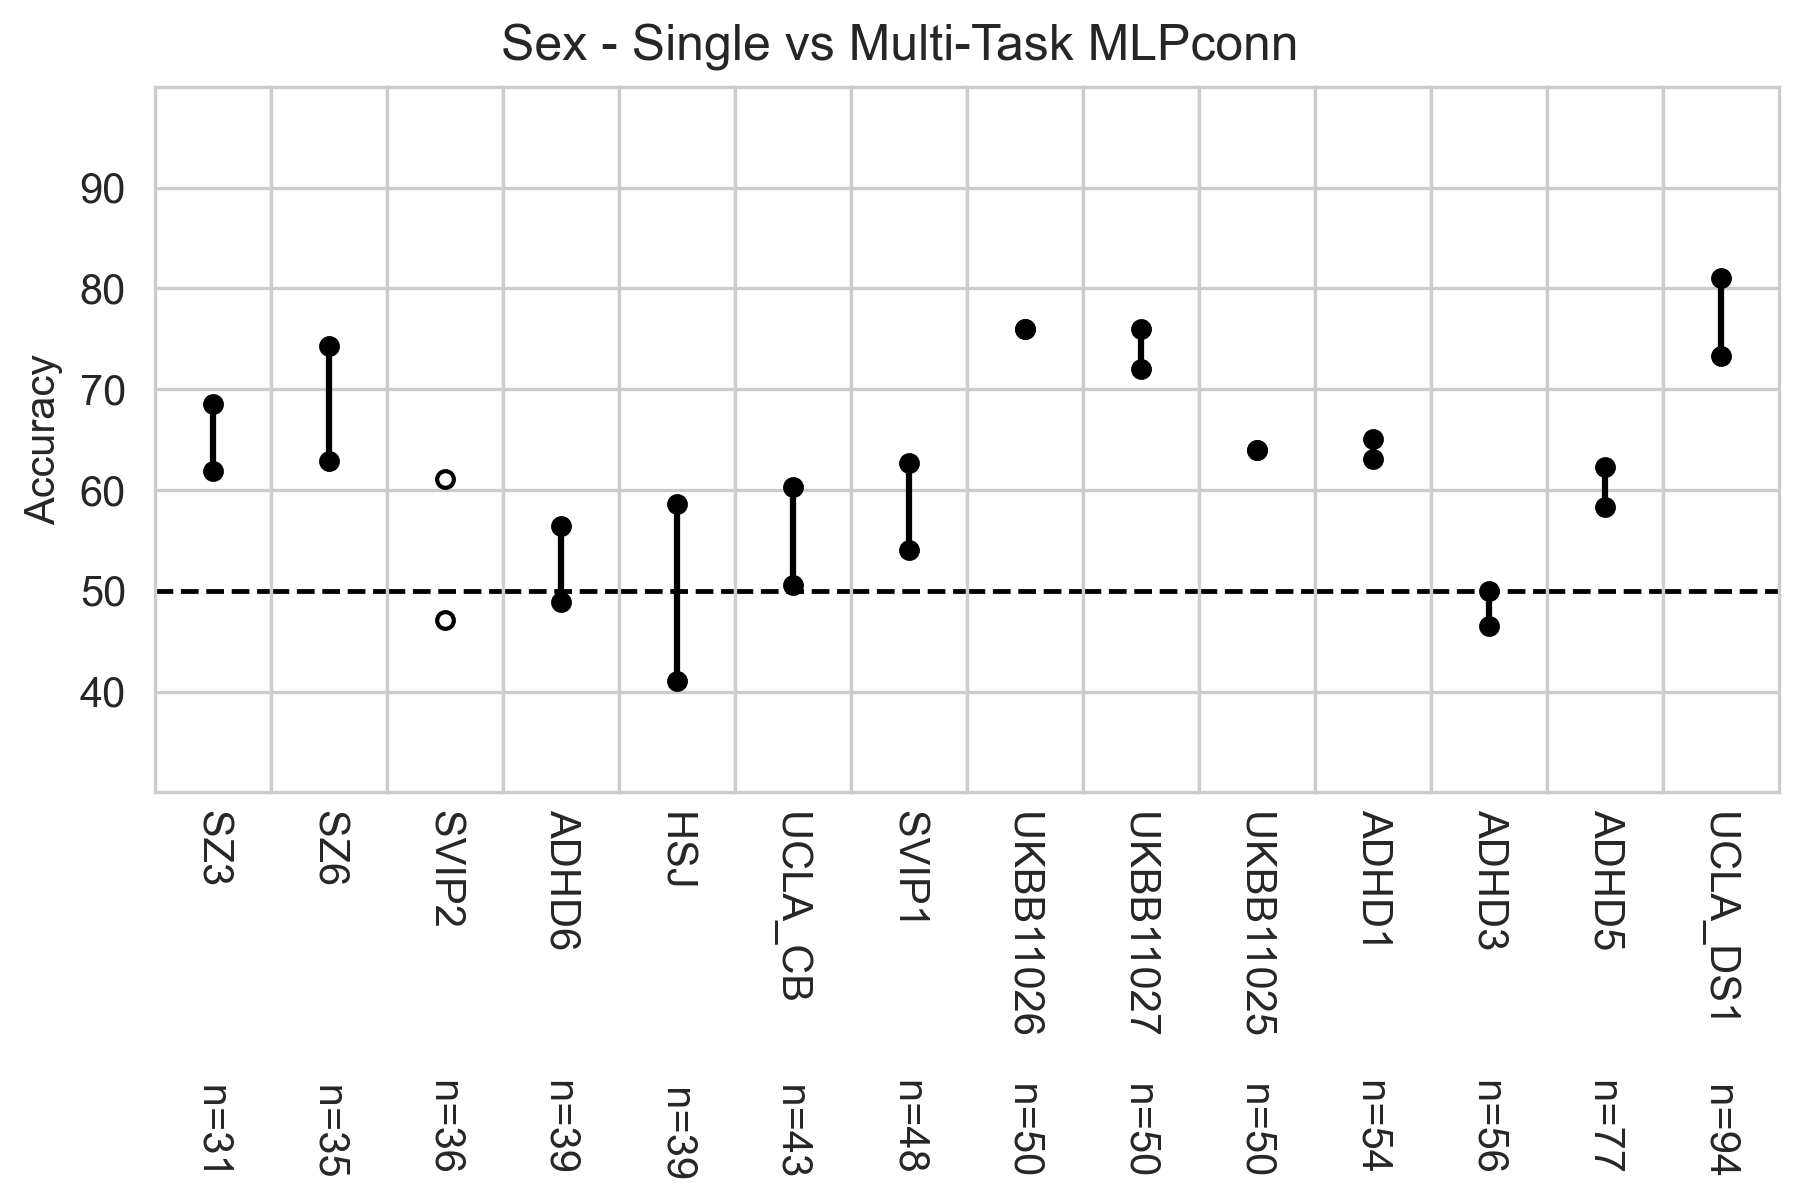 Sex - Single vs Multi-Task MLPconn
Accuracy
90
80
70
60
50
40
SZ3 n=31
SZ6 n=35
SVIP2 n=36
ADHD6 n=39
HSJ n=39
UCLA_CB n=43
SVIP1 n=48
UKBB11026 n=50
UKBB11027 n=50
UKBB11025 n=50
ADHD1 n=54
ADHD3 n=56
ADHD5 n=77
UCLA_DS1 n=94